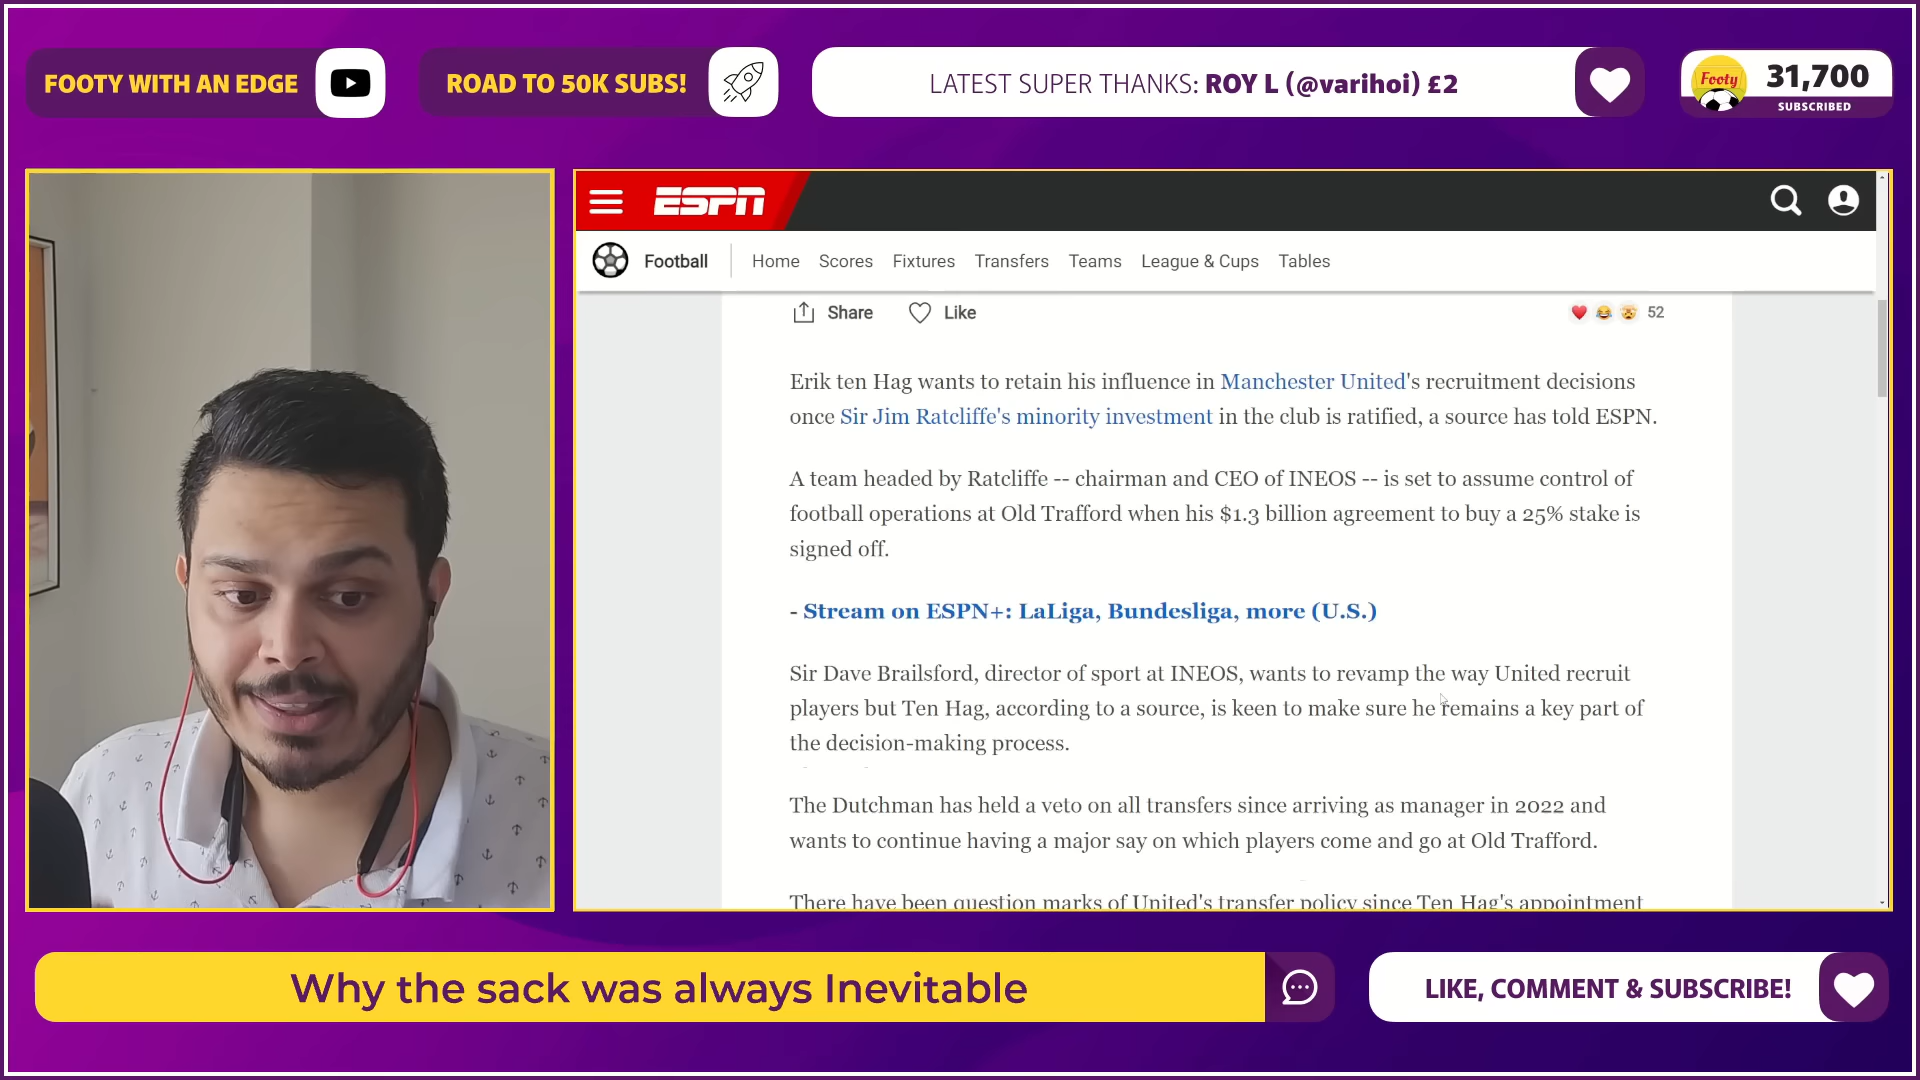 FOOTY WITH AN EDGE
ROAD TO 50K SUBS!
LATEST SUPER THANKS: ROY L (@varihoi) £2
Footy
31,700
SUBSCRIBED
ESPN
Football
Home Scores Fixtures Transfers Teams League & Cups Tables
Share Like
52
Erik ten Hag wants to retain his influence in Manchester United's recruitment decisions
once Sir Jim Ratcliffe's minority investment in the club is ratified, a source has told ESPN.
A team headed by Ratcliffe -- chairman and CEO of INEOS -- is set to assume control of
football operations at Old Trafford when his $1.3 billion agreement to buy a 25% stake is
signed off.
- Stream on ESPN+: LaLiga, Bundesliga, more (U.S.)
Sir Dave Brailsford, director of sport at INEOS, wants to revamp the way United recruit
players but Ten Hag, according to a source, is keen to make sure he remains a key part of
the decision-making process.
The Dutchman has held a veto on all transfers since arriving as manager in 2022 and
wants to continue having a major say on which players come and go at Old Trafford.
There have been question marks of United's transfer policy since Ten Hag's appointment
Why the sack was always Inevitable
LIKE, COMMENT & SUBSCRIBE!